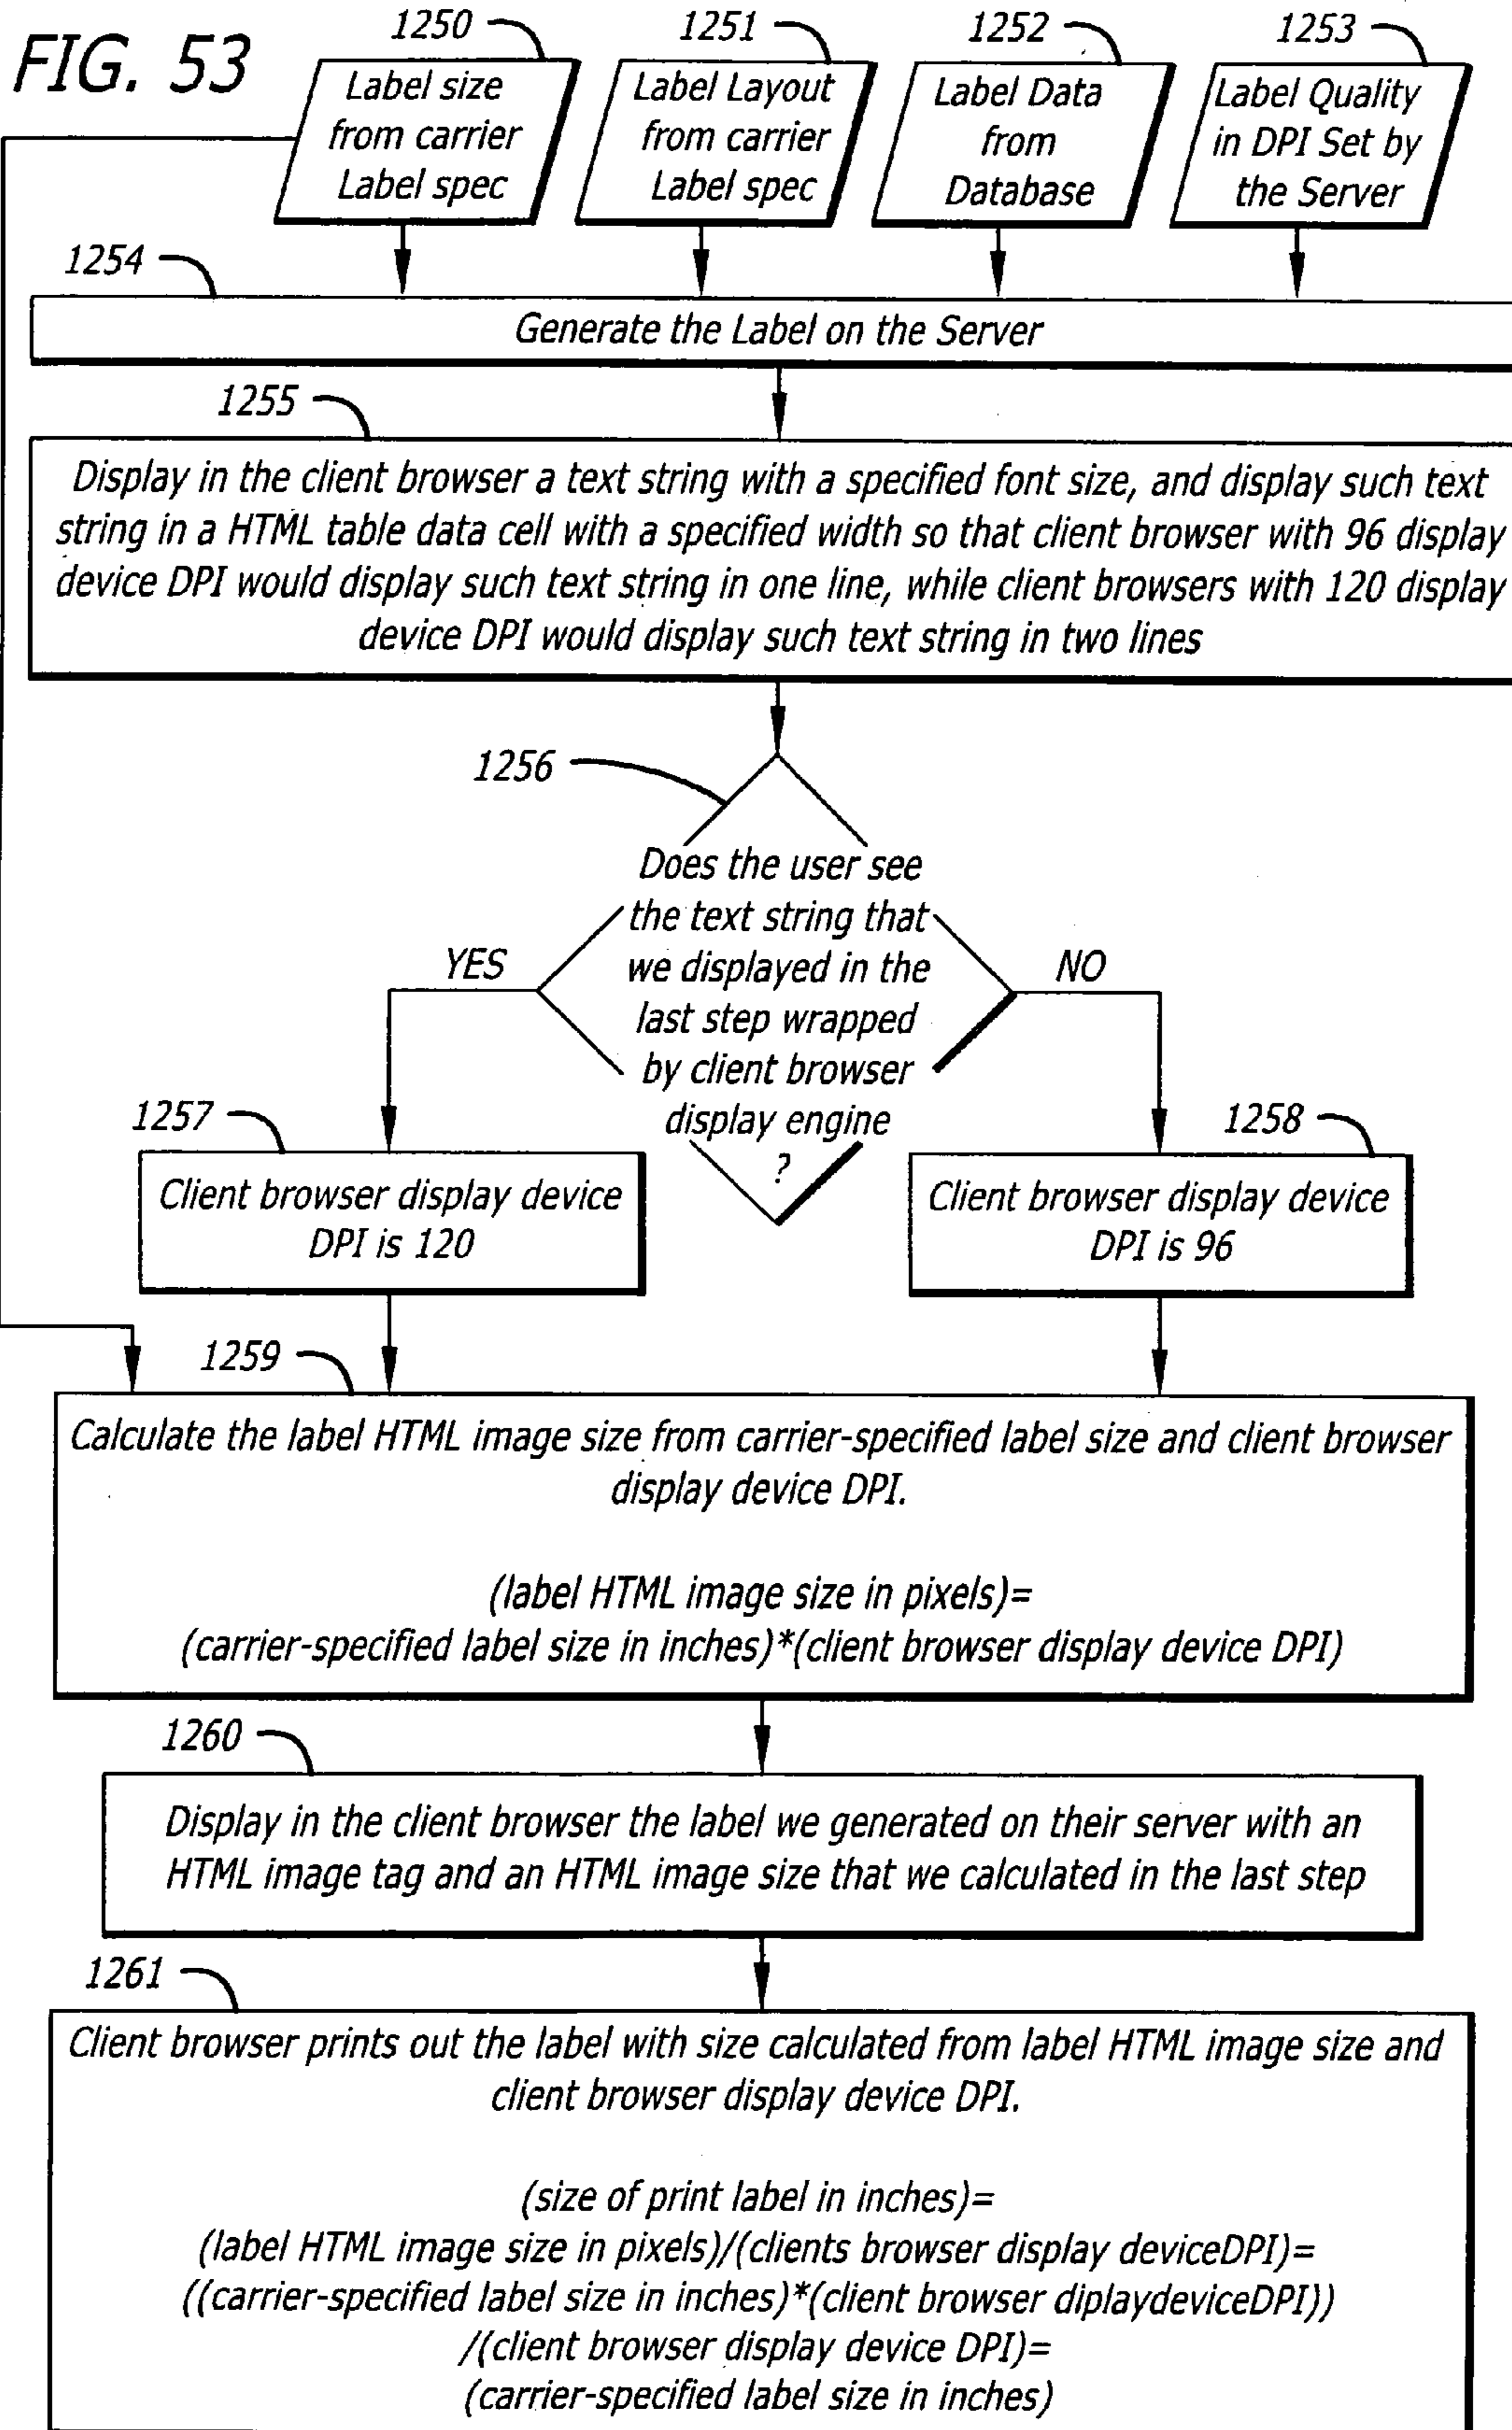 FIG. 53
1250
1251
1252
1253
Label size
from carrier
Label spec
Label Layout
from carrier
Label spec
Label Data
from
Database
Label Quality
in DPI Set by
the Server
1254
Generate the Label on the Server
1255
Display in the client browser a text string with a specified font size, and display such text
string in a HTML table data cell with a specified width so that client browser with 96 display
device DPI would display such text string in one line, while client browsers with 120 display
device DPI would display such text string in two lines
1256
Does the user see
the text string that
we displayed in the
last step wrapped
by client browser
display engine
?
YES
NO
1257
Client browser display device
DPI is 120
1258
Client browser display device
DPI is 96
1259
Calculate the label HTML image size from carrier-specified label size and client browser
display device DPI.
(label HTML image size in pixels)=
(carrier-specified label size in inches)*(client browser display device DPI)
1260
Display in the client browser the label we generated on their server with an
HTML image tag and an HTML image size that we calculated in the last step
1261
Client browser prints out the label with size calculated from label HTML image size and
client browser display device DPI.
(size of print label in inches)=
(label HTML image size in pixels)/(clients browser display deviceDPI)=
((carrier-specified label size in inches)*(client browser diplaydeviceDPI))
/(client browser display device DPI)=
(carrier-specified label size in inches)